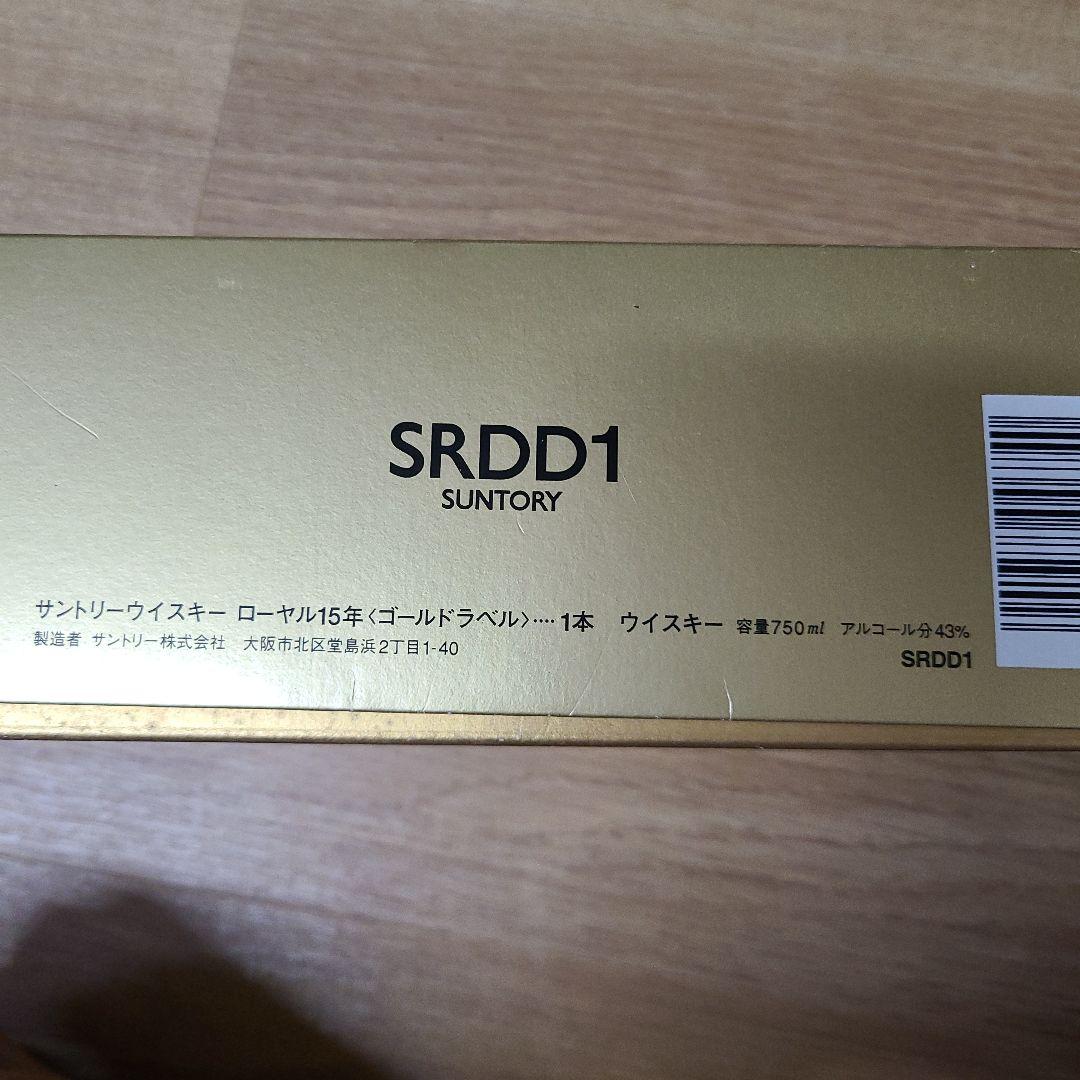 SRDD1
SUNTORY
サントリーウイスキー ローヤル15年〈ゴールドラベル〉‥‥1本 ウイスキー 容量750ml アルコール分43%
製造者 サントリー株式会社 大阪市北区堂島浜2丁目1-40
SRDD1